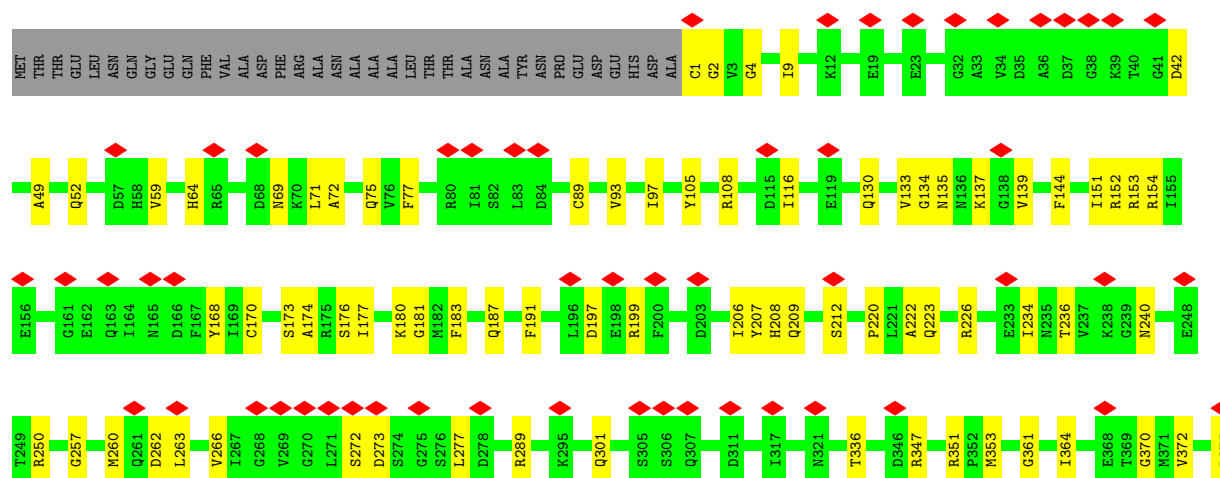 MET THR THR GLU LEU ASN GLN GLY GLU GLN PHE VAL ALA ASP PHE ARG ALA ASN ALA ALA ALA LEU THR THR ALA ASN ALA TYR ASN PRO GLU ASP GLU HIS ASP ALA C1 G2 V3 G4 I9 K12 E19 E23 G32 A33 V34 D35 A36 D37 G38 K39 T40 G41 D42
A49 Q52 D57 H58 V59 H64 R65 D68 N69 K70 L71 A72 Q75 V76 F77 R80 I81 S82 L83 D84 C89 V93 I97 Y105 R108 D115 I116 E119 Q130 V133 G134 N135 N136 K137 G138 V139 F144 I151 R152 R153 R154 I155
E156 G161 E162 Q163 I164 N165 D166 F167 Y168 I169 C170 S173 A174 R175 S176 I177 K180 G181 M182 F183 Q187 F191 L196 D197 E198 R199 F200 D203 I206 Y207 H208 Q209 S212 P220 L221 A222 Q223 R226 E233 I234 N235 T236 V237 K238 G239 N240 E248
T249 R250 G257 M260 Q261 D262 L263 V266 I267 G268 V269 G270 L271 S272 D273 S274 G275 S276 L277 D278 R289 K295 Q301 S305 S306 Q307 D311 I317 N321 T336 D346 R347 R351 P352 M353 G361 I364 E368 T369 G370 M371 V372